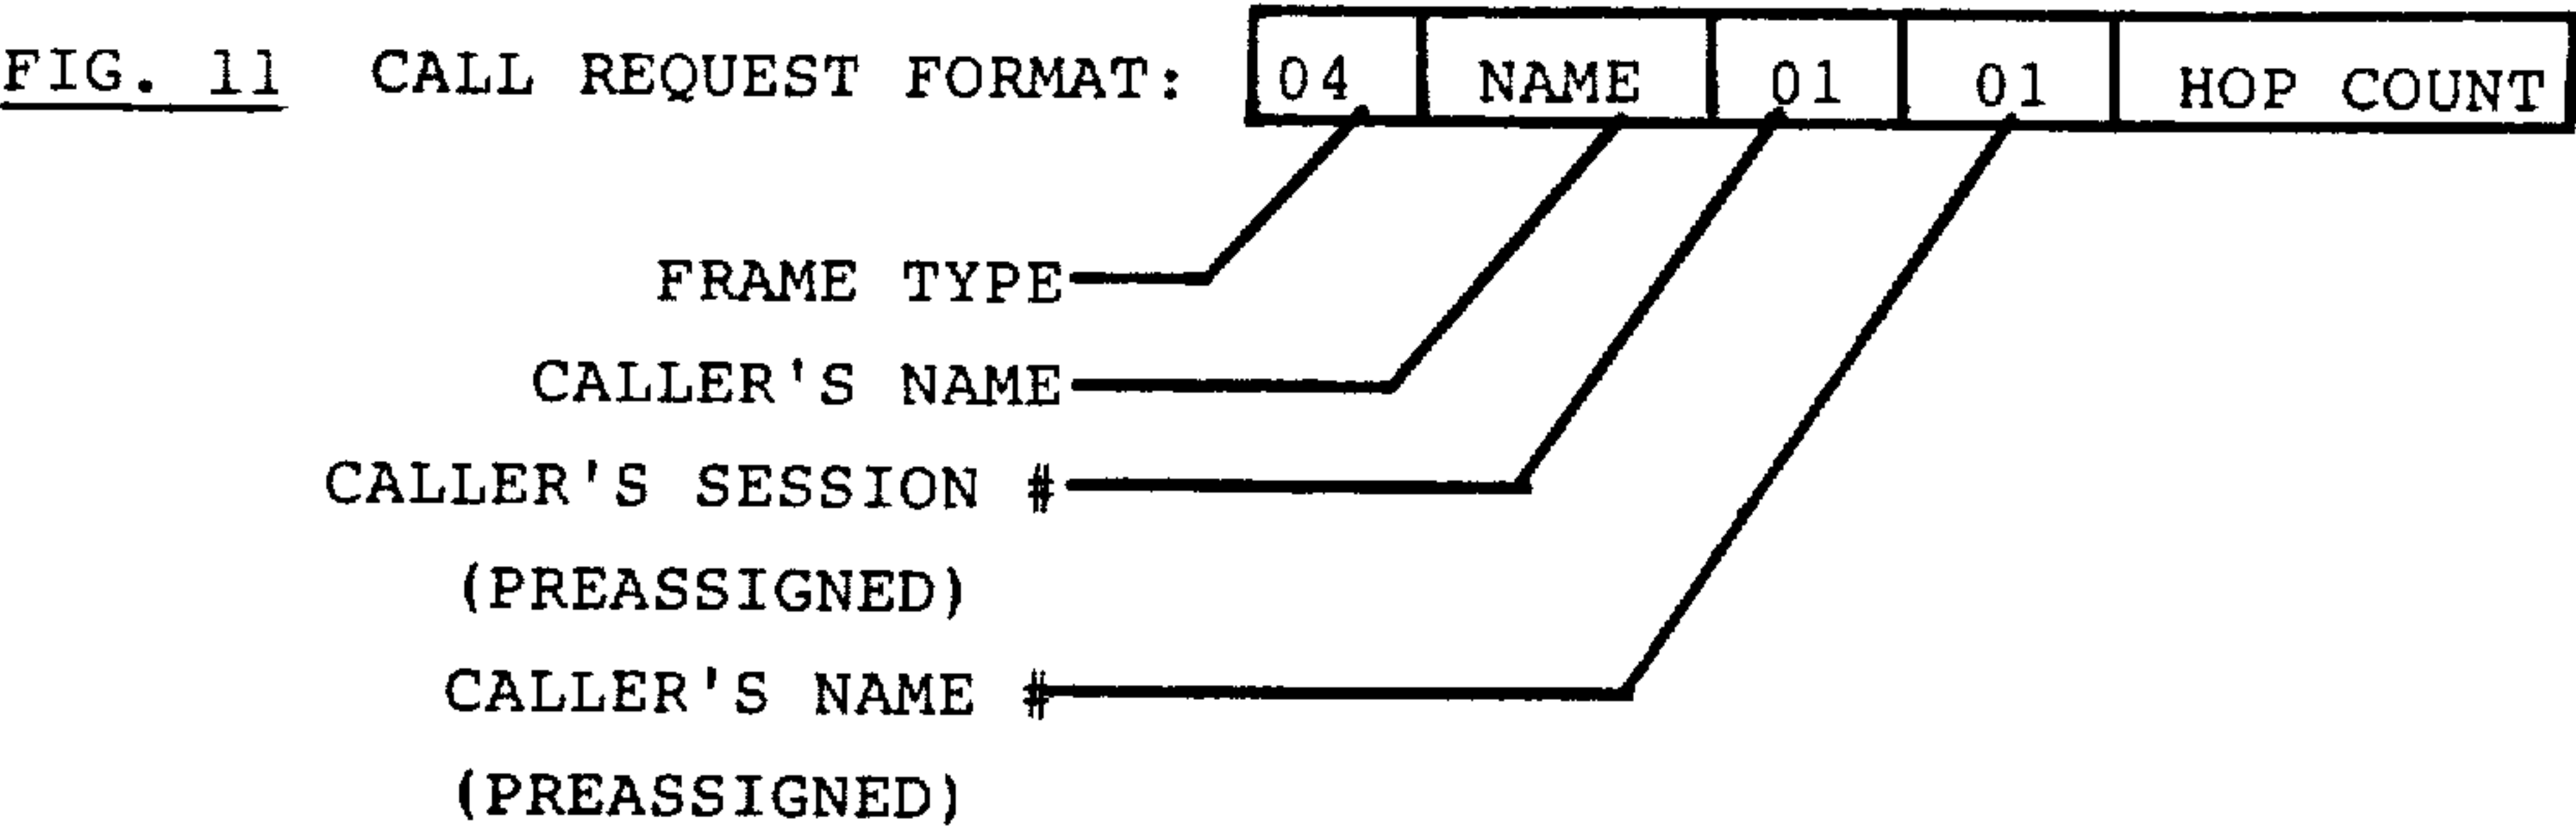 FIG. 11 CALL REQUEST FORMAT: 04 NAME 01 01 HOP COUNT
FRAME TYPE
CALLER'S NAME
CALLER'S SESSION #
(PREASSIGNED)
CALLER'S NAME #
(PREASSIGNED)